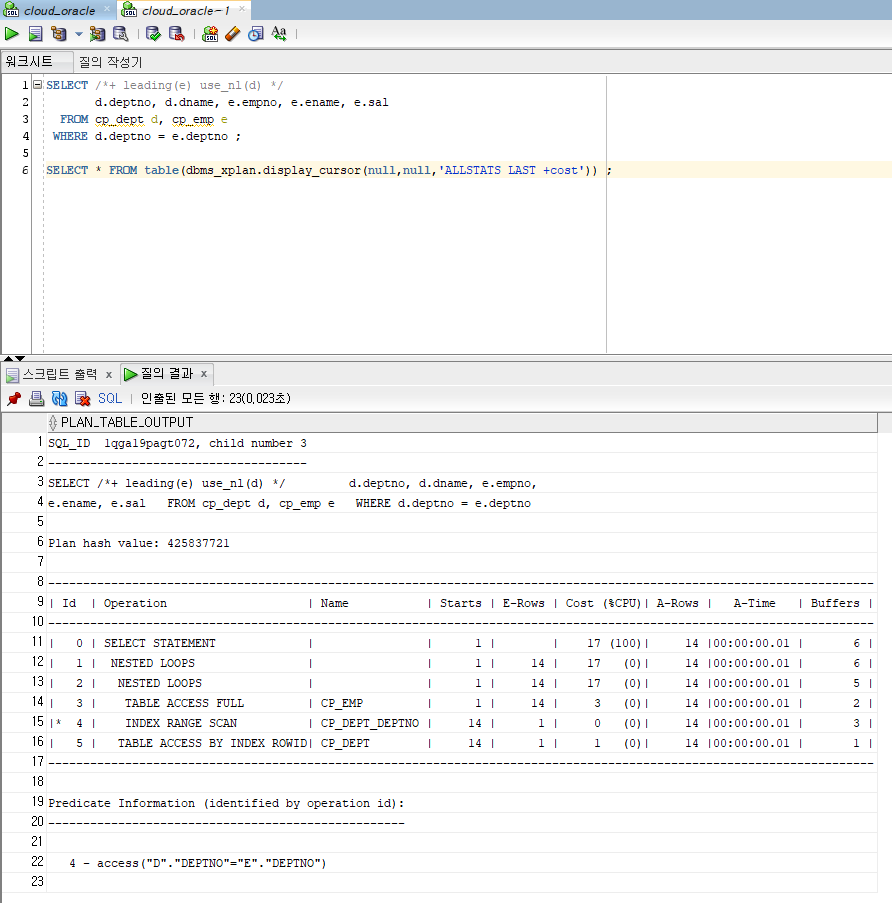 cloud_oracle × cloud_oracle~1 ×
워크시트 질의 작성기
1 SELECT /*+ leading(e) use_nl(d) */
2 d.deptno, d.dname, e.empno, e.ename, e.sal
3 FROM cp_dept d, cp_emp e
4 WHERE d.deptno = e.deptno ;
5
6 SELECT * FROM table(dbms_xplan.display_cursor(null,null,'ALLSTATS LAST +cost')) ;
스크립트 출력 x 질의 결과 x
SQL | 인출된 모든 행: 23(0,023초)
PLAN_TABLE_OUTPUT
1 SQL_ID 1qga19pagt072, child number 3
2 -------------------------------------
3 SELECT /*+ leading(e) use_nl(d) */ d.deptno, d.dname, e.empno,
4 e.ename, e.sal FROM cp_dept d, cp_emp e WHERE d.deptno = e.deptno
5
6 Plan hash value: 425837721
7
8 ----------------------------------------------------------------------------------------------------------------------
9 | Id | Operation | Name | Starts | E-Rows | Cost (%CPU)| A-Rows | A-Time | Buffers |
10 ----------------------------------------------------------------------------------------------------------------------
11 | 0 | SELECT STATEMENT | | 1 | | 17 (100)| 14 |00:00:00.01 | 6 |
12 | 1 | NESTED LOOPS | | 1 | 14 | 17 (0)| 14 |00:00:00.01 | 6 |
13 | 2 | NESTED LOOPS | | 1 | 14 | 17 (0)| 14 |00:00:00.01 | 5 |
14 | 3 | TABLE ACCESS FULL | CP_EMP | 1 | 14 | 3 (0)| 14 |00:00:00.01 | 2 |
15 |* 4 | INDEX RANGE SCAN | CP_DEPT_DEPTNO | 14 | 1 | 0 (0)| 14 |00:00:00.01 | 3 |
16 | 5 | TABLE ACCESS BY INDEX ROWID| CP_DEPT | 14 | 1 | 1 (0)| 14 |00:00:00.01 | 1 |
17 ----------------------------------------------------------------------------------------------------------------------
18
19 Predicate Information (identified by operation id):
20 ---------------------------------------------------
21
22 4 - access("D"."DEPTNO"="E"."DEPTNO")
23